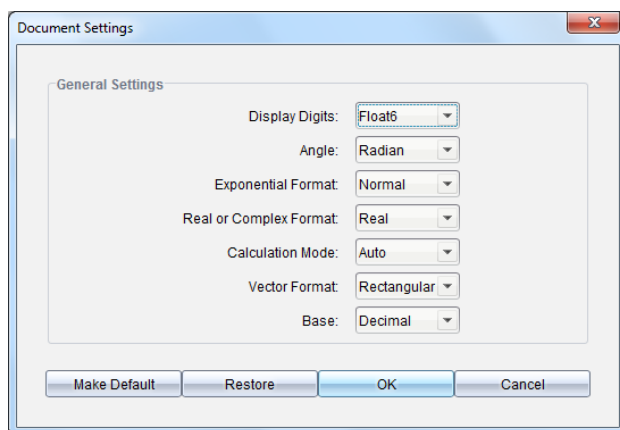 Document Settings
General Settings
Display Digits: Float6
Angle: Radian
Exponential Format: Normal
Real or Complex Format: Real
Calculation Mode: Auto
Vector Format: Rectangular
Base: Decimal
Make Default Restore OK Cancel